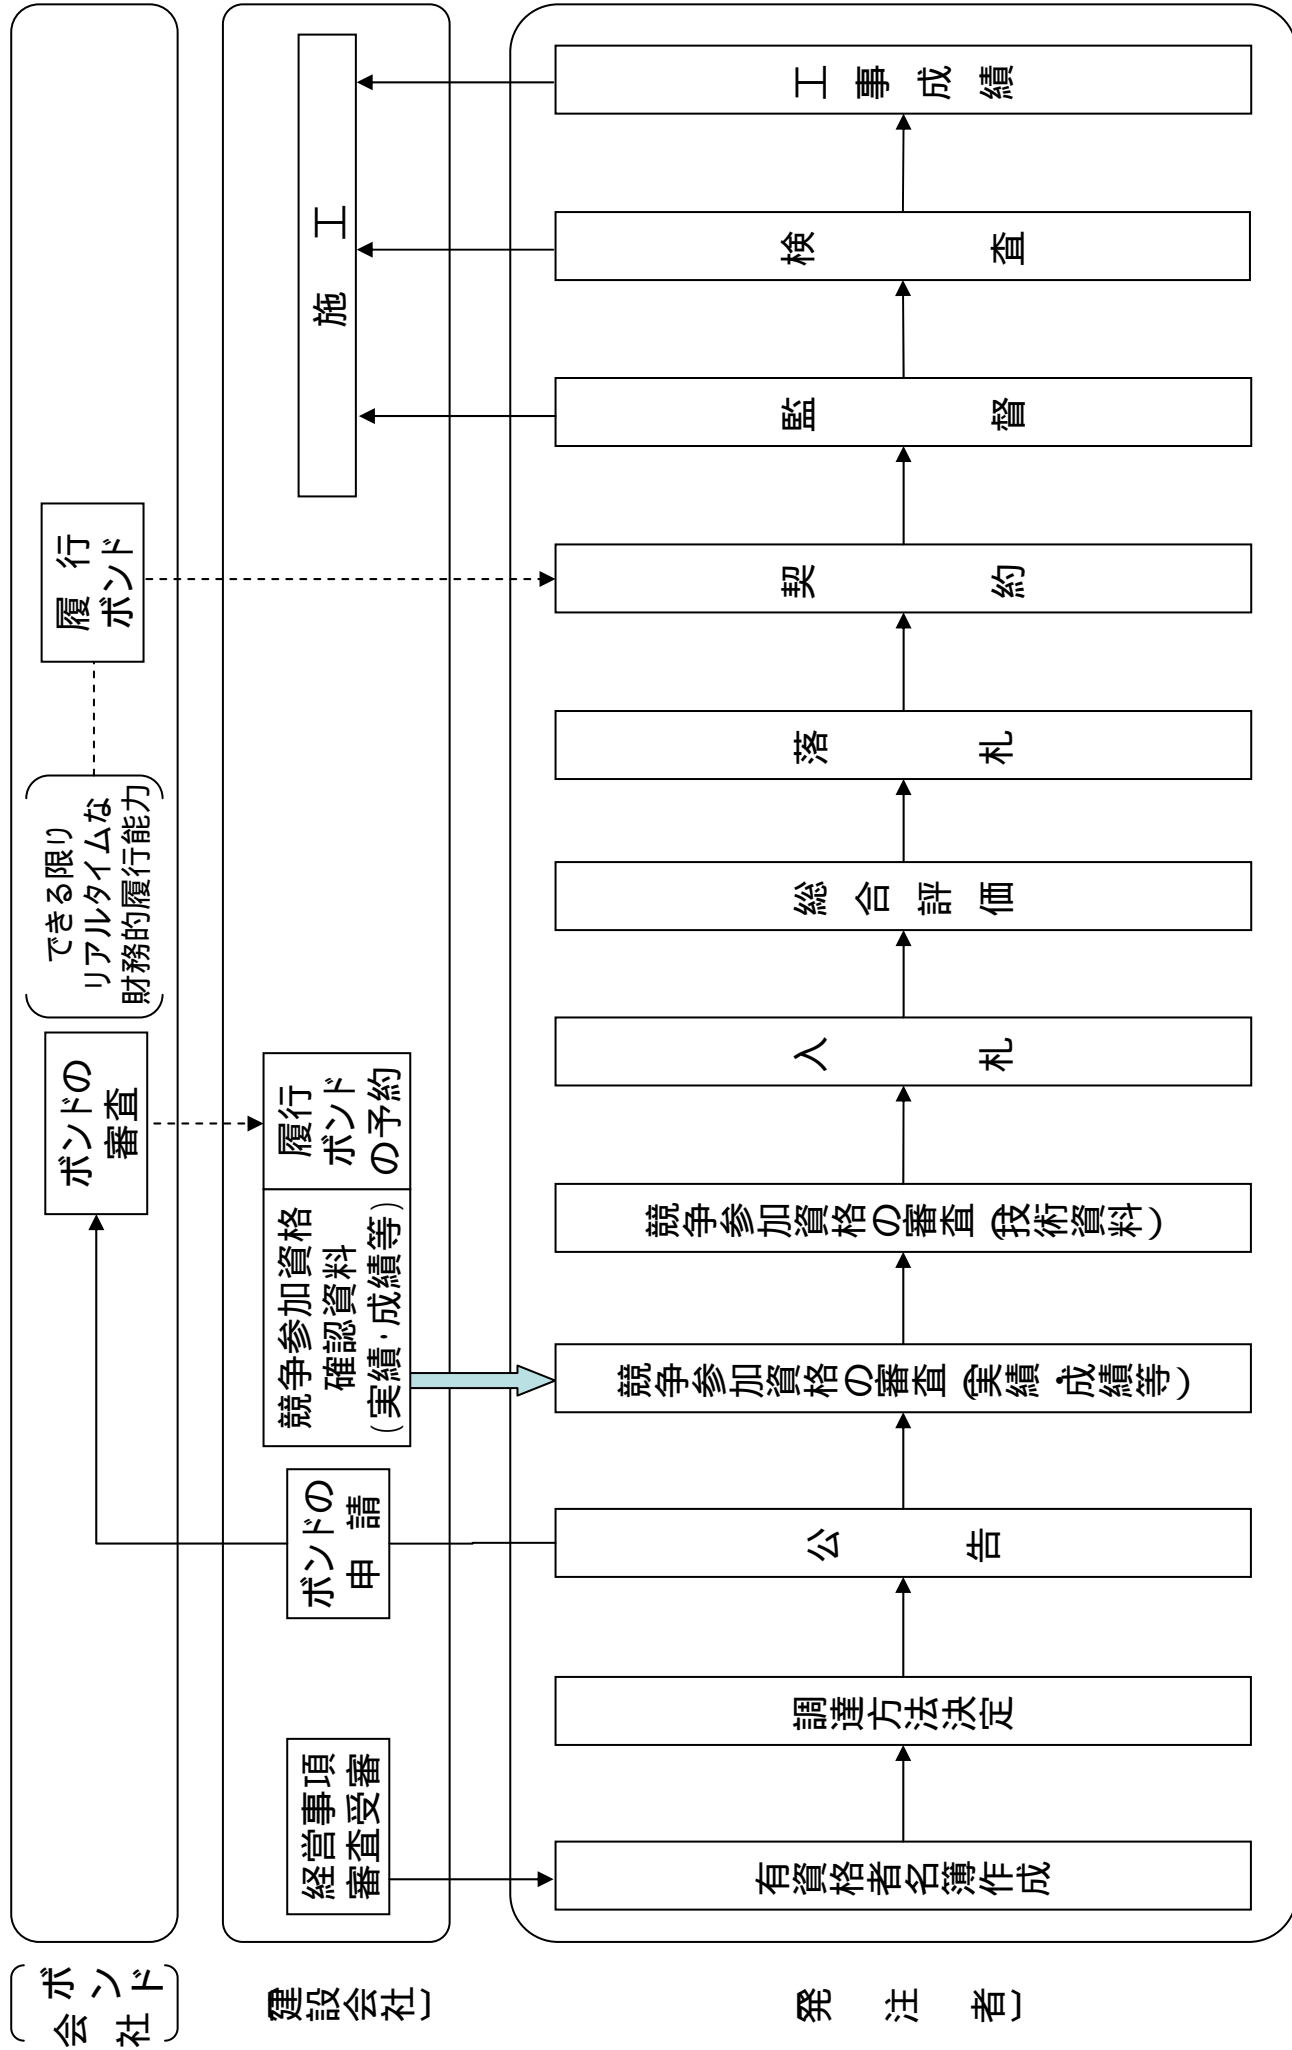 ボンド
会社
ボンドの
審査
できる限り
リアルタイムな
財務的履行能力
履行
ボンド
〔建設会社〕
経営事項
審査受審
ボンドの
申請
競争参加資格
確認資料
(実績・成績等)
履行
ボンド
の予約
施工
〔発注者〕
有資格者名簿作成
調達方法決定
公告
競争参加資格の審査(実績・成績等)
競争参加資格の審査(技術資料)
入札
総合評価
落札
契約
監督
検査
工事成績